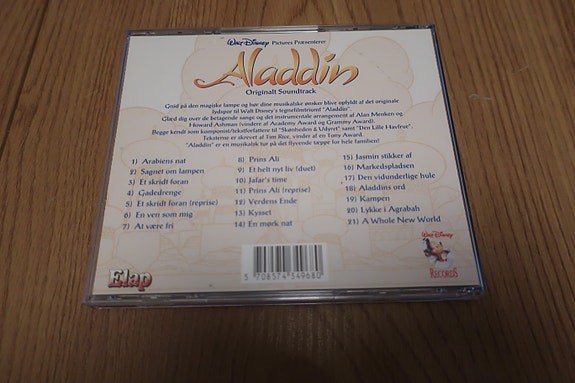 Walt Disney Pictures Præsenterer
Aladdin
Originalt Soundtrack
Gnid på den magiske lampe og hør dine musikalske ønsker blive opfyldt af det originale
lydspor til Walt Disney's tegnefilmtriumf "Aladdin".
Glæd dig over de betagende sange og det instrumentale arrangement af Alan Menken og
Howard Ashman (vindere af Academy Award og Grammy Award).
Begge kendt som komponist/tekstforfattere til "Skønheden & Udyret" samt "Den Lille Havfrue".
Teksterne er skrevet af Tim Rice, vinder af en Tony Award.
"Aladdin" er en musikalsk tur på det flyvende tæppe for hele familien!
1) Arabiens nat
2) Sagnet om lampen
3) Et skridt foran
4) Gadedrenge
5) Et skridt foran (reprise)
6) En ven som mig
7) At være fri
8) Prins Ali
9) Et helt nyt liv (duet)
10) Jafar's time
11) Prins Ali (reprise)
12) Verdens Ende
13) Kysset
14) En mørk nat
15) Jasmin stikker af
16) Markedspladsen
17) Den vidunderlige hule
18) Aladdins ord
19) Kampen
20) Lykke i Agrabah
21) A Whole New World
Elap
5 708574 549680
Walt Disney
RECORDS